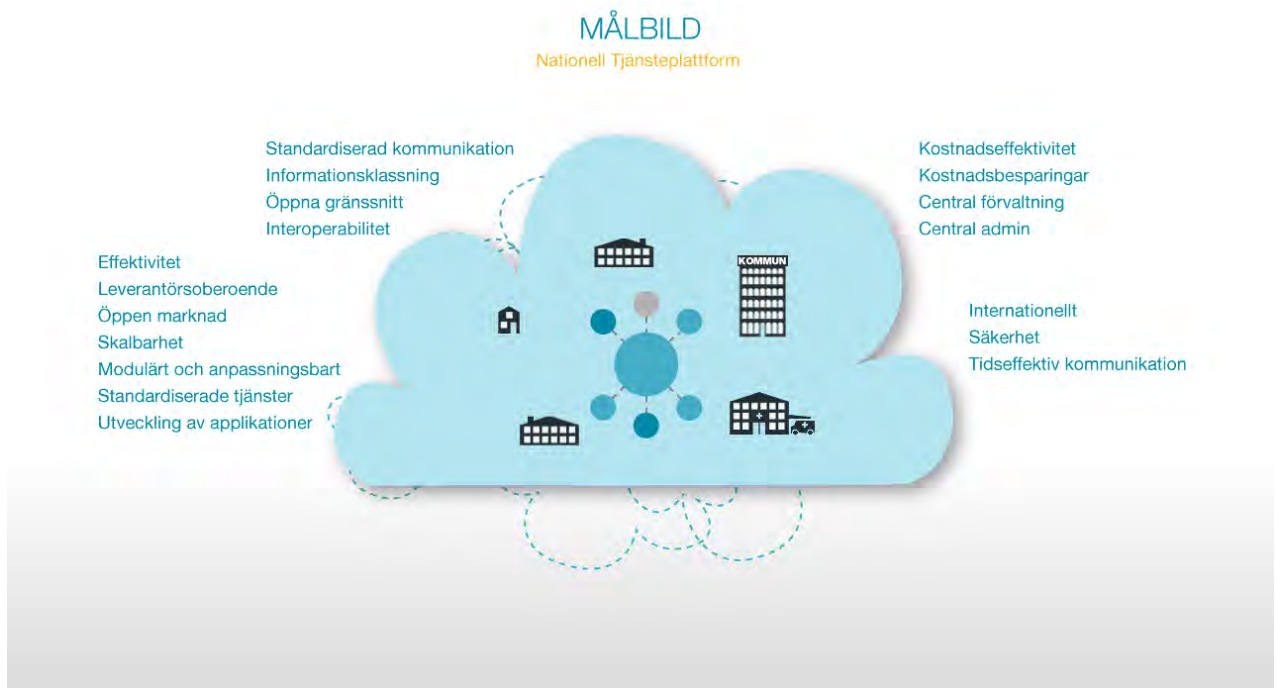 MÅLBILD
Nationell Tjänsteplattform
Standardiserad kommunikation
Informationsklassning
Öppna gränssnitt
Interoperabilitet
Kostnadseffektivitet
Kostnadsbesparingar
Central förvaltning
Central admin
Effektivitet
Leverantörsoberoende
Öppen marknad
Skalbarhet
Modulärt och anpassningsbart
Standardiserade tjänster
Utveckling av applikationer
KOMMUN
Internationellt
Säkerhet
Tidseffektiv kommunikation